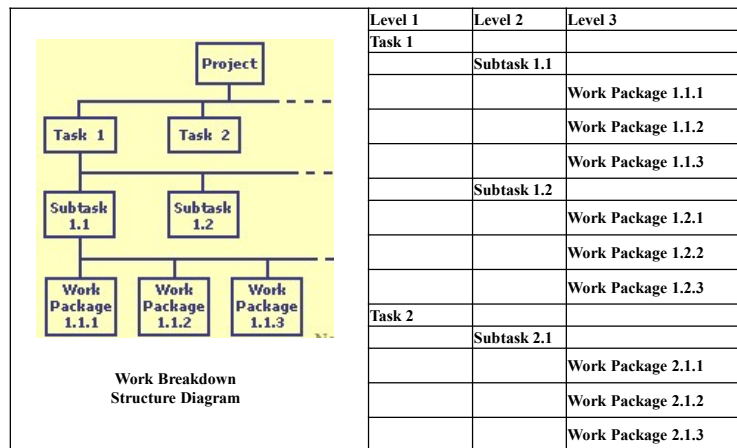 Project
Task 1 Task 2
Subtask Subtask
1.1 1.2
Work Work Work
Package Package Package
1.1.1 1.1.2 1.1.3
Work Breakdown
Structure Diagram
Level 1 Level 2 Level 3
Task 1
Subtask 1.1
Work Package 1.1.1
Work Package 1.1.2
Work Package 1.1.3
Subtask 1.2
Work Package 1.2.1
Work Package 1.2.2
Work Package 1.2.3
Task 2
Subtask 2.1
Work Package 2.1.1
Work Package 2.1.2
Work Package 2.1.3